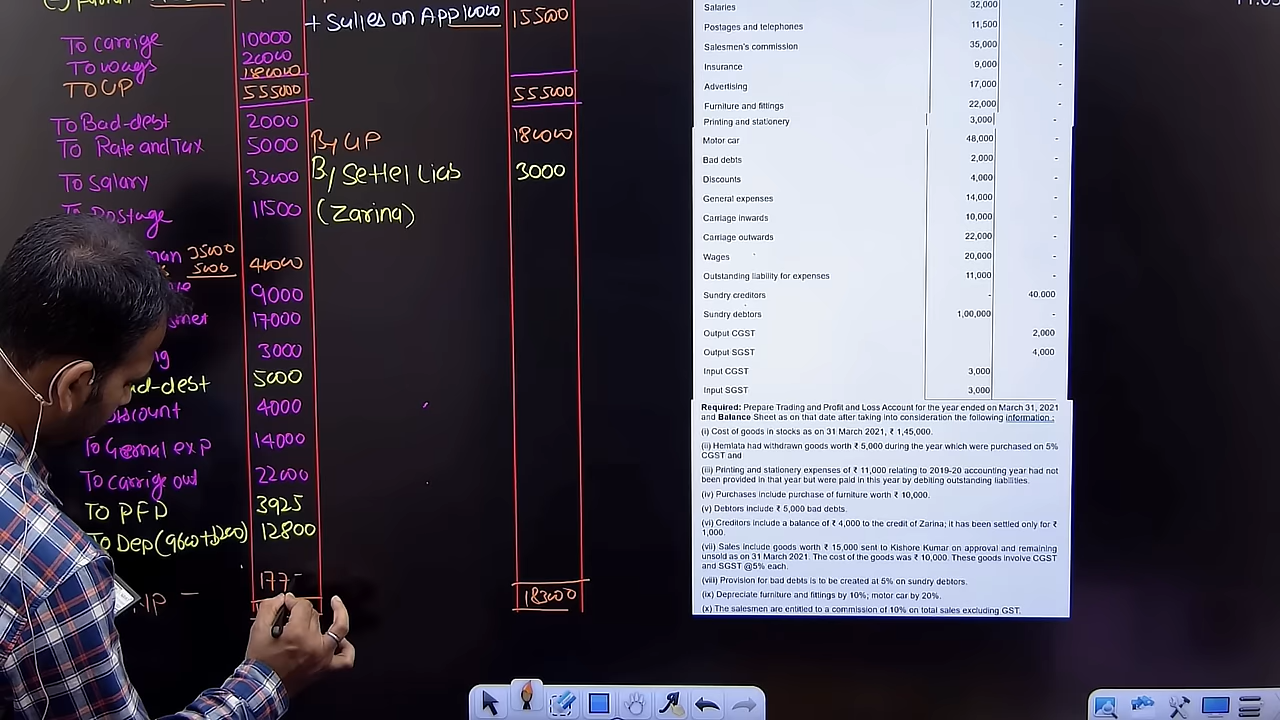 + Sulies on App 10000 155000
To carrige 10000
To wages 20000
180000
TO GP 555000 555000
To Bad-debt 2000
To Rate and Tax 5000 By GP 180000
To Salary 32000 By Settel Liab 3000
To Postage 11500 (Zarina)
man 35000
5000 40000
9000
17000
3000
ad-debt 5000
Discount 4000
To Gernal exp 14000
To carrige out 22000
To PFD 3925
To Dep(9600+3200) 12800
177
NP - 183000
Salaries 32,000 -
Postages and telephones 11,500 -
Salesmen's commission 35,000 -
Insurance 9,000 -
Advertising 17,000 -
Furniture and fittings 22,000 -
Printing and stationery 3,000 -
Motor car 48,000 -
Bad debts 2,000 -
Discounts 4,000 -
General expenses 14,000 -
Carriage inwards 10,000 -
Carriage outwards 22,000 -
Wages 20,000 -
Outstanding liability for expenses 11,000 -
Sundry creditors - 40.000
Sundry debtors 1,00,000 -
Output CGST 2,000
Output SGST 4,000
Input CGST 3,000
Input SGST 3,000
Required: Prepare Trading and Profit and Loss Account for the year ended on March 31, 2021
and Balance Sheet as on that date after taking into consideration the following information :
(i) Cost of goods in stocks as on 31 March 2021, ₹ 1,45,000.
(ii) Hemlata had withdrawn goods worth ₹ 5,000 during the year which were purchased on 5%
CGST and
(iii) Printing and stationery expenses of ₹ 11,000 relating to 2019-20 accounting year had not
been provided in that year but were paid in this year by debiting outstanding liabilities.
(iv) Purchases include purchase of furniture worth ₹ 10,000.
(v) Debtors include ₹ 5,000 bad debts.
(vi) Creditors include a balance of ₹ 4,000 to the credit of Zarina; it has been settled only for ₹
1,000.
(vii) Sales include goods worth ₹ 15,000 sent to Kishore Kumar on approval and remaining
unsold as on 31 March 2021. The cost of the goods was ₹ 10,000. These goods involve CGST
and SGST @5% each.
(viii) Provision for bad debts is to be created at 5% on sundry debtors.
(ix) Depreciate furniture and fittings by 10%; motor car by 20%.
(x) The salesmen are entitled to a commission of 10% on total sales excluding GST.